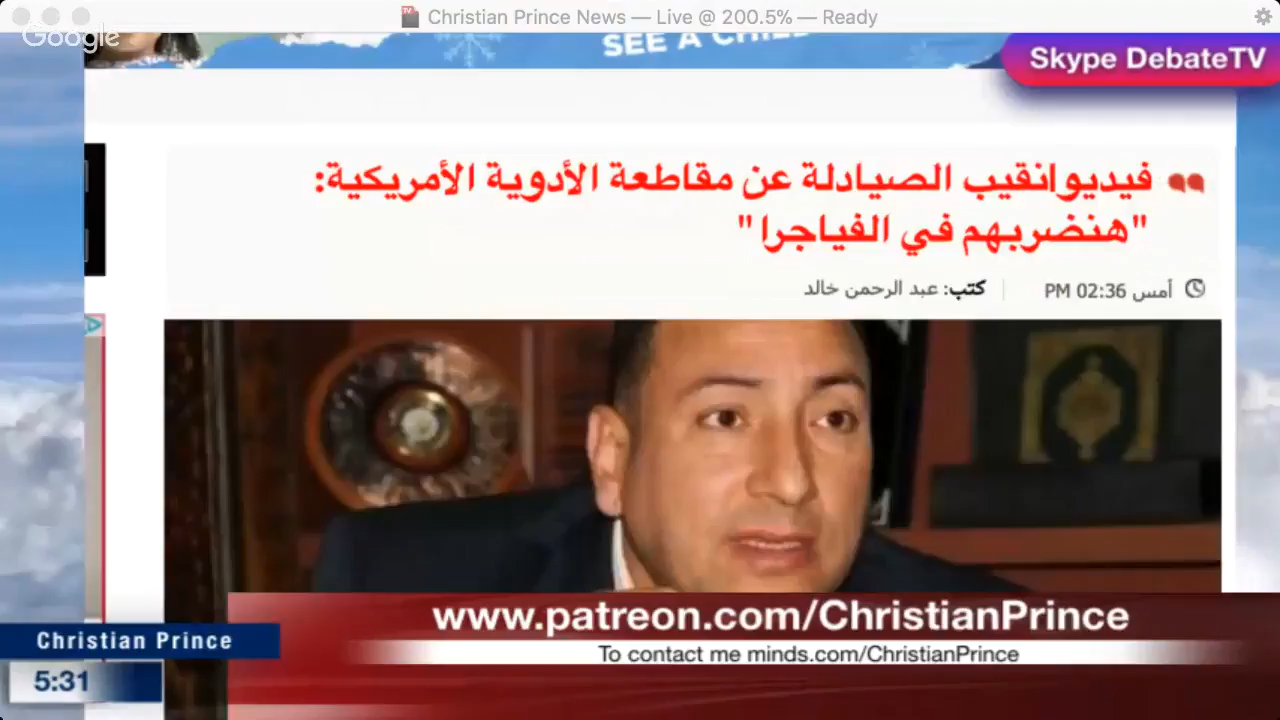 Christian Prince News — Live @ 200.5% — Ready
Google
SEE A
Skype DebateTV
فيديو|نقيب الصيادلة عن مقاطعة الأدوية الأمريكية:
"هنضربهم في الفياجرا"
أمس 02:36 PM
كتب: عبد الرحمن خالد
www.patreon.com/ChristianPrince
To contact me minds.com/ChristianPrince
Christian Prince
5:31